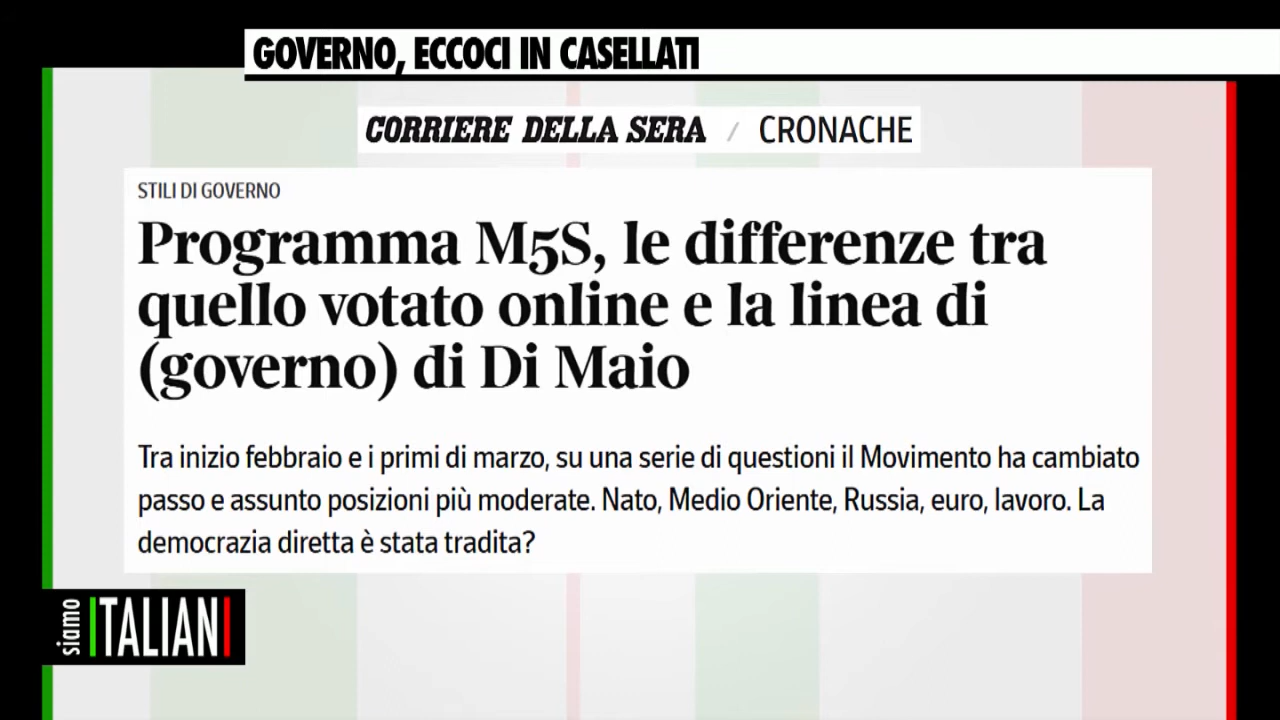 GOVERNO, ECCOCI IN CASELLATI
CORRIERE DELLA SERA / CRONACHE
STILI DI GOVERNO
Programma M5S, le differenze tra
quello votato online e la linea di
(governo) di Di Maio
Tra inizio febbraio e i primi di marzo, su una serie di questioni il Movimento ha cambiato
passo e assunto posizioni più moderate. Nato, Medio Oriente, Russia, euro, lavoro. La
democrazia diretta è stata tradita?
siamo ITALIANI